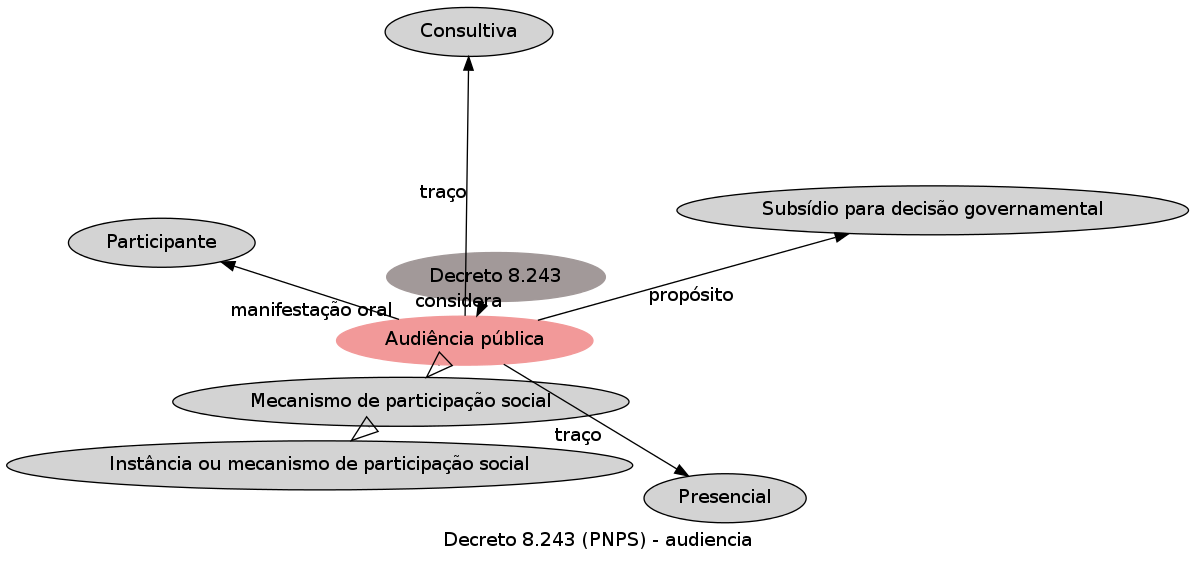 Consultiva
traço
Subsídio para decisão governamental
Participante
Decreto 8.243
propósito
considera
manifestação oral
Audiência pública
Mecanismo de participação social
traço
Instância ou mecanismo de participação social
Presencial
Decreto 8.243 (PNPS) - audiencia